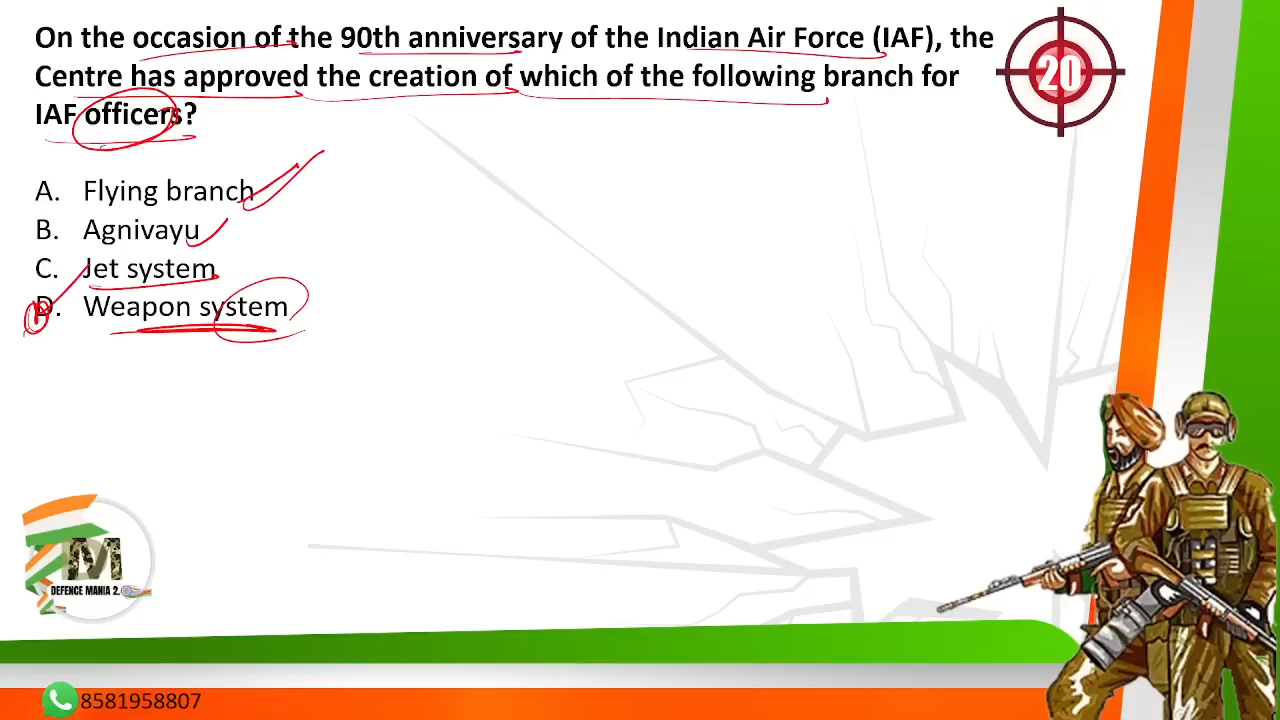 On the occasion of the 90th anniversary of the Indian Air Force (IAF), the
Centre has approved the creation of which of the following branch for
IAF officers?
20
A. Flying branch
B. Agnivayu
C. Jet system
D. Weapon system
M
DEFENCE MANIA 2.
8581958807